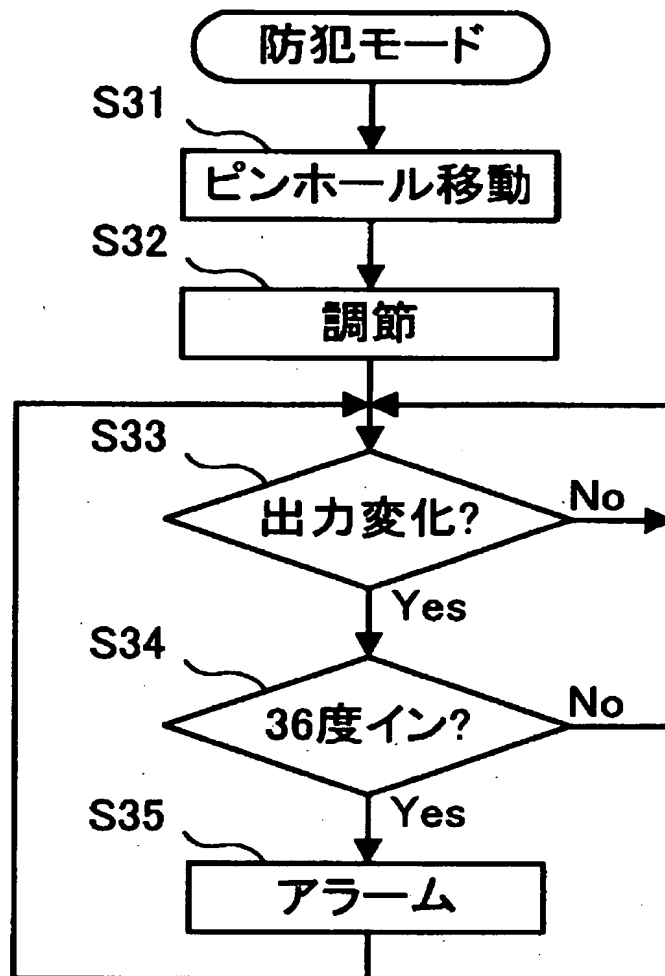 防犯モード
S31
ピンホール移動
S32
調節
S33
出力変化?
No
Yes
S34
36度イン?
No
Yes
S35
アラーム